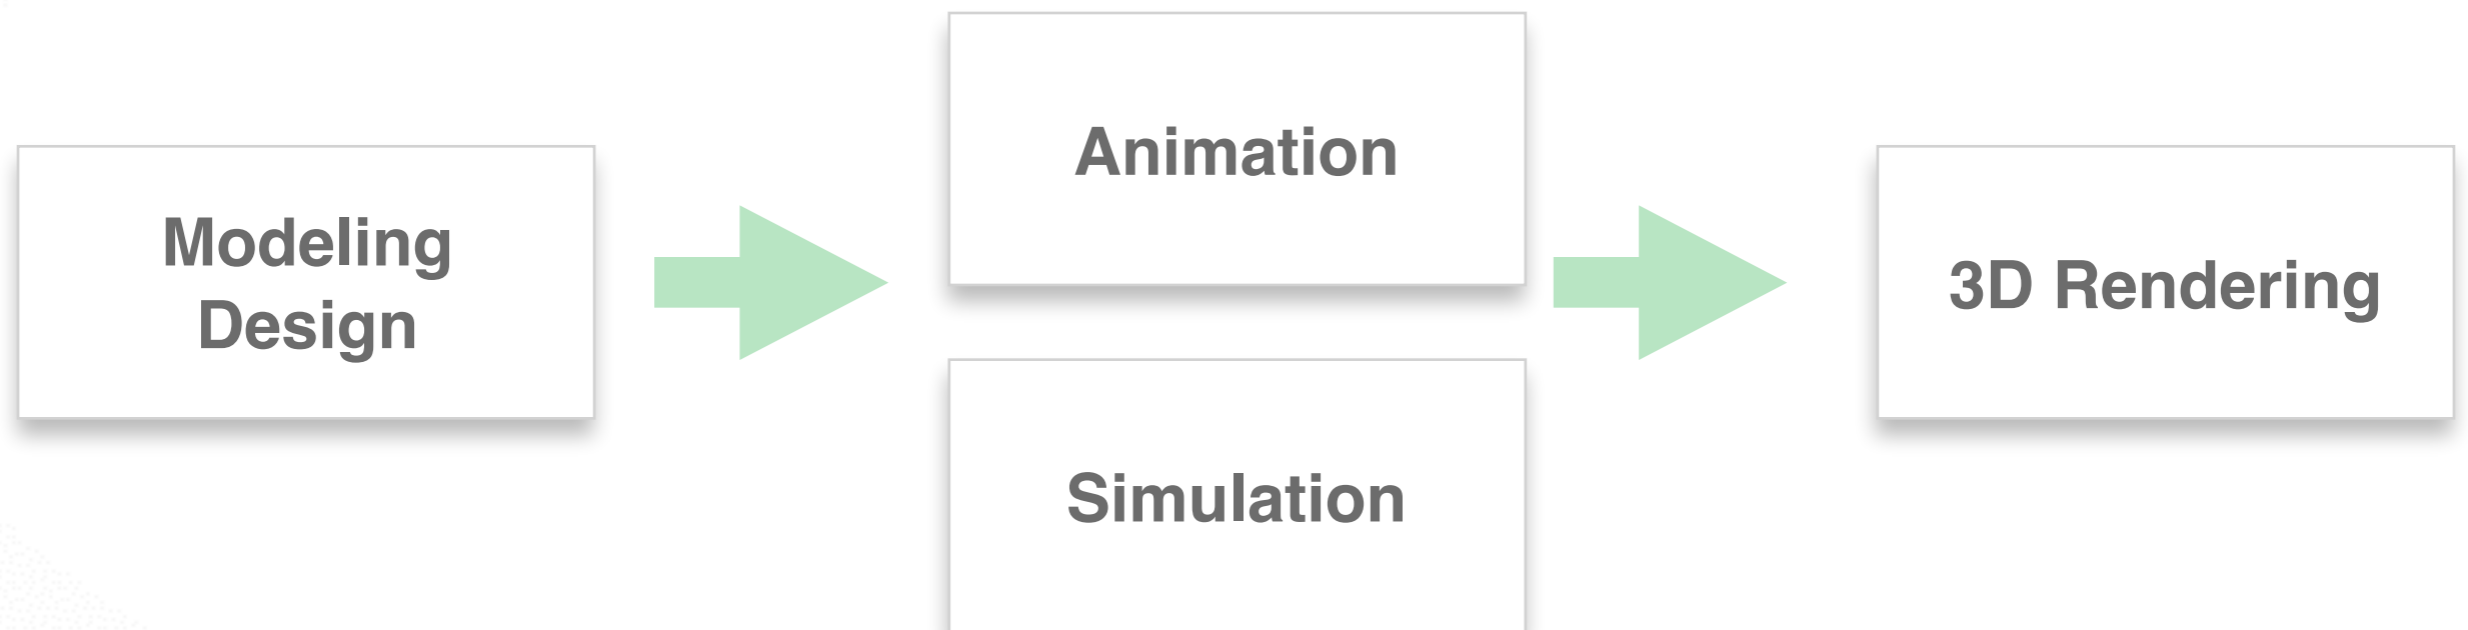 Modeling
Design
Animation
Simulation
3D Rendering